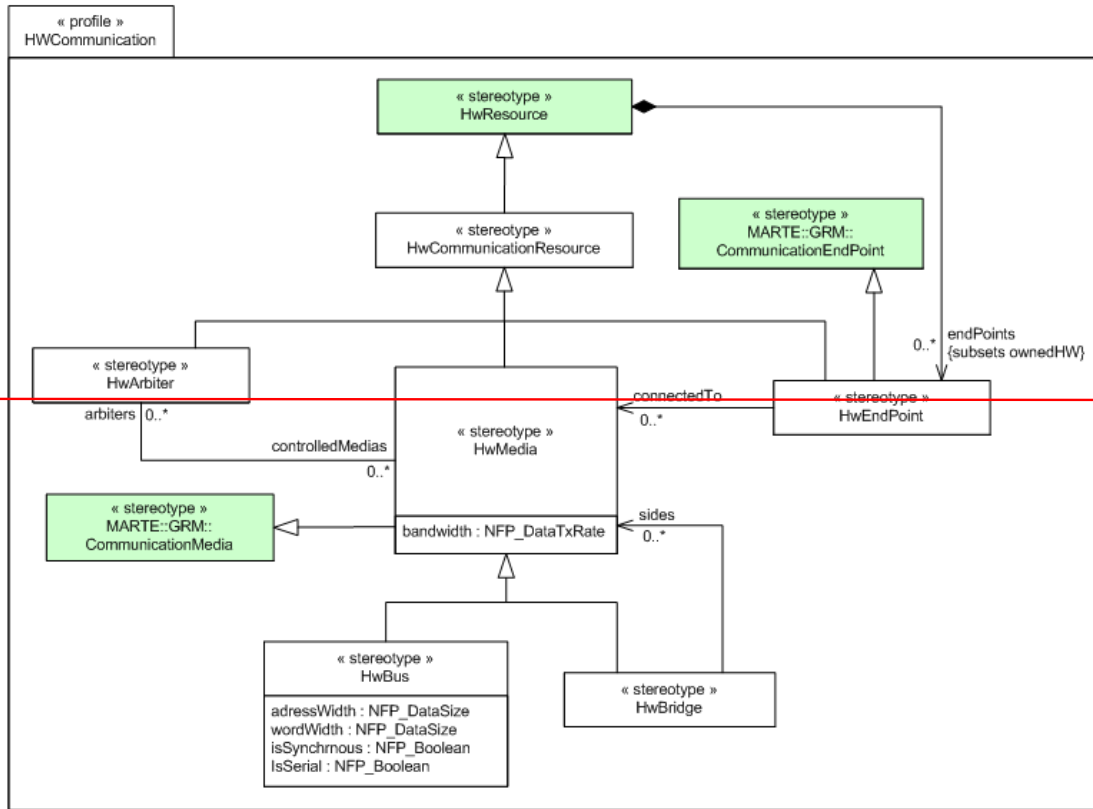 « profile »
HWCommunication
« stereotype »
HwResource
« stereotype »
HwCommunicationResource
« stereotype »
MARTE::GRM::
CommunicationEndPoint
endPoints
0..*
{subsets ownedHW}
« stereotype »
HwArbiter
« stereotype »
HwMedia
bandwidth : NFP_DataTxRate
connectedTo
0..*
« stereotype »
HwEndPoint
arbiters
0..*
controlledMedias
0..*
« stereotype »
MARTE::GRM::
CommunicationMedia
sides
0..*
« stereotype »
HwBus
adressWidth : NFP_DataSize
wordWidth : NFP_DataSize
isSynchrnous : NFP_Boolean
IsSerial : NFP_Boolean
« stereotype »
HwBridge